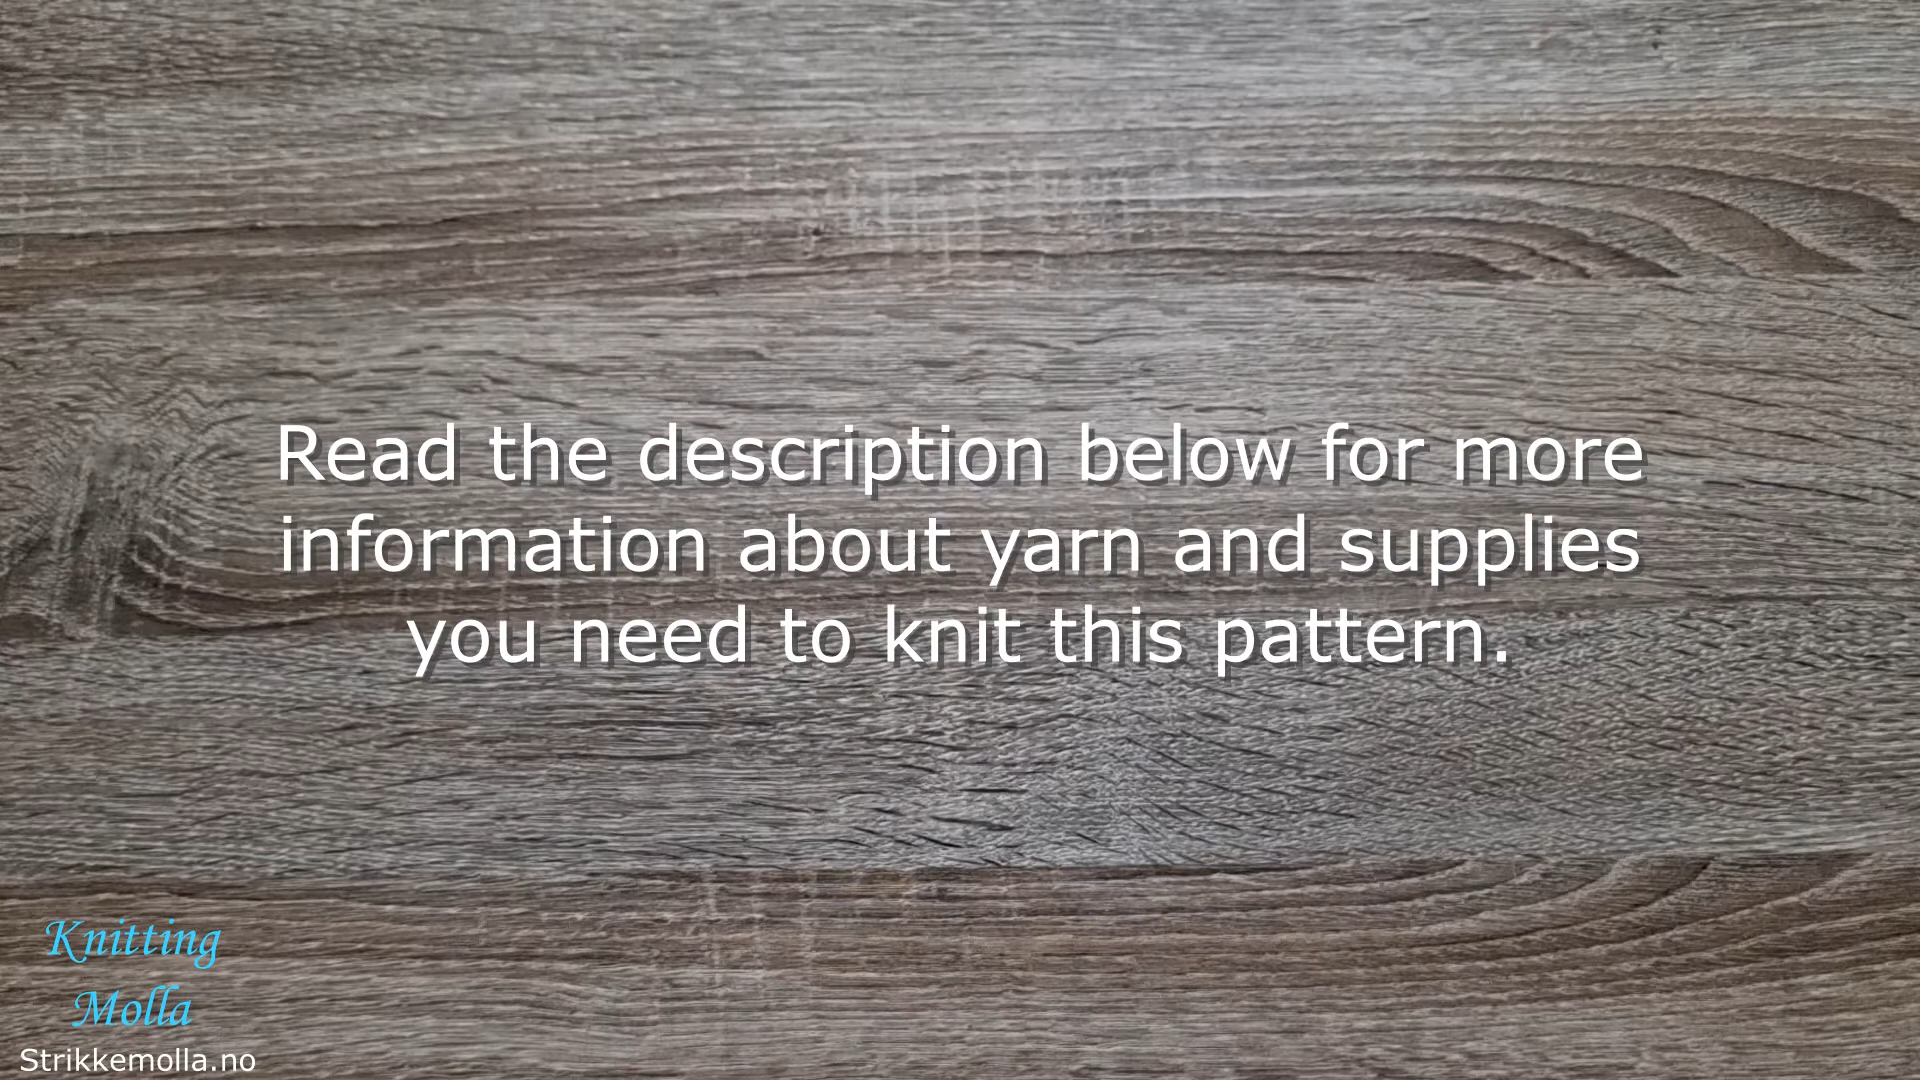 Read the description below for more
information about yarn and supplies
you need to knit this pattern.
Knitting
Molla
Strikkemolla.no